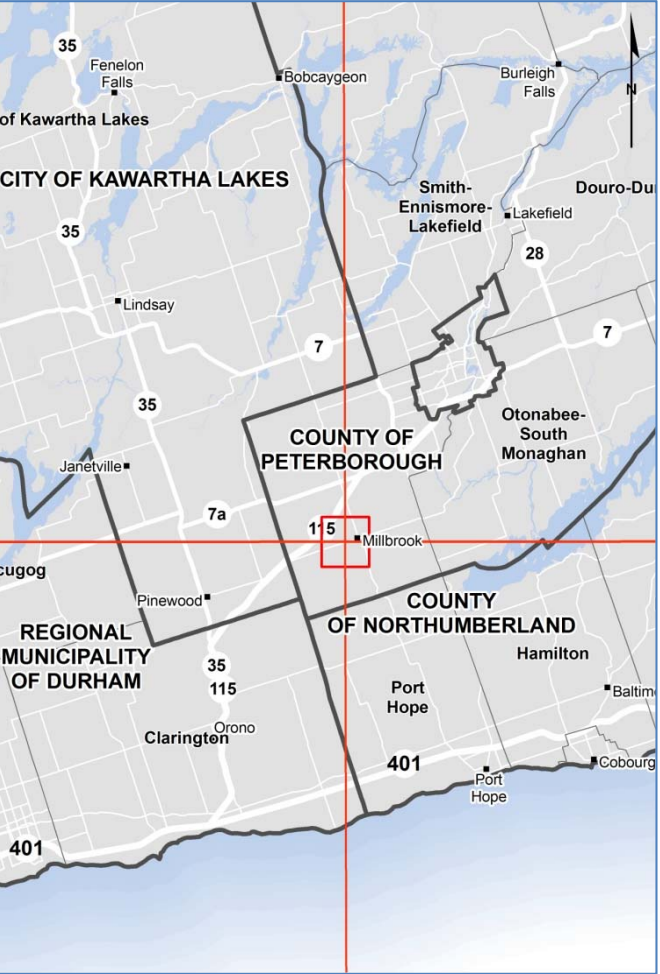 35
Fenelon
Falls
Bobcaygeon
Burleigh
Falls
N
of Kawartha Lakes
CITY OF KAWARTHA LAKES
Smith-
Ennismore-
Lakefield
Douro-Du
Lakefield
35
28
Lindsay
7
7
35
Otonabee-
South
Monaghan
COUNTY OF
PETERBOROUGH
Janetville
7a
115
Millbrook
cugog
Pinewood
COUNTY
OF NORTHUMBERLAND
REGIONAL
MUNICIPALITY
OF DURHAM
Hamilton
35
115
Port
Hope
Baltim
Orono
Clarington
401
Cobourg
Port
Hope
401